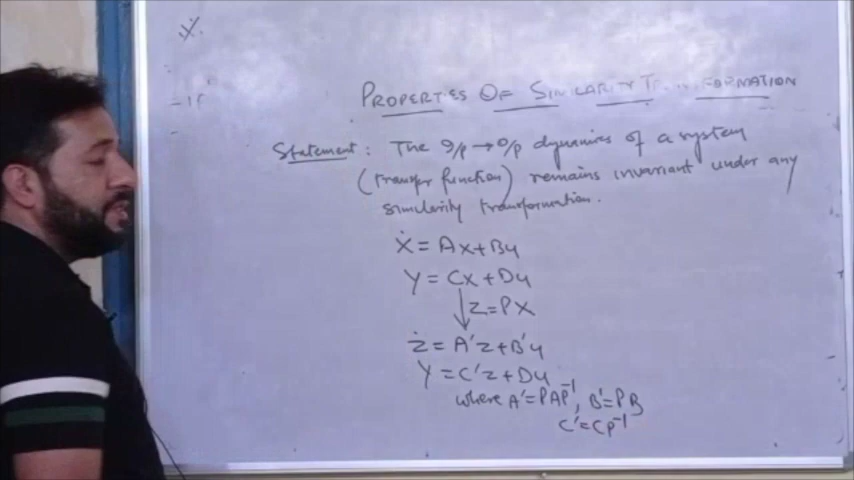 Ẋ
PROPERTIES OF SIMILARITY TRANSFORMATION
Statement: The I/p → O/p dynamics of a system
(transfer function) remains invariant under any
similarity transformation.
Ẋ = AX+Bu
Y = CX+Du
Z=PX
Ż = A'Z+B'u
Y = C'Z+Du
where A'=PAP⁻¹, B'=PB
C'=CP⁻¹